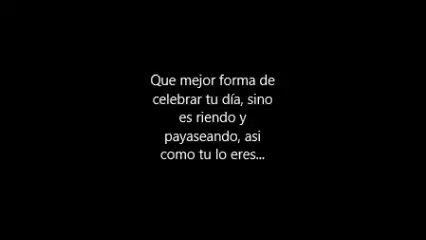 Que mejor forma de
celebrar tu día, sino
es riendo y
payaseando, asi
como tu lo eres...